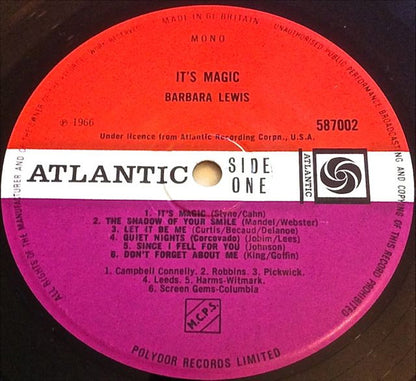 MADE IN GT. BRITAIN
MONO
IT'S MAGIC
BARBARA LEWIS
℗ 1966
587002
Under licence from Atlantic Recording Corpn., U.S.A.
ATLANTIC
SIDE
ONE
ATLANTIC
1. IT'S MAGIC (Styne/Cahn)
2. THE SHADOW OF YOUR SMILE (Mandel/Webster)
3. LET IT BE ME (Curtis/Becaud/Delanoe)
4. QUIET NIGHTS (Corcovado) (Jobim/Lees)
5. SINCE I FELL FOR YOU (Johnson)
6. DON'T FORGET ABOUT ME (King/Goffin)
1. Campbell Connelly. 2. Robbins. 3. Pickwick.
4. Leeds. 5. Harms-Witmark.
6. Screen Gems-Columbia
M.C.P.S.
POLYDOR RECORDS LIMITED
ALL RIGHTS OF THE MANUFACTURER AND OF THE OWNER OF THE RECORDED WORK RESERVED
UNAUTHORISED PUBLIC PERFORMANCE BROADCASTING AND COPYING OF THIS RECORD PROHIBITED